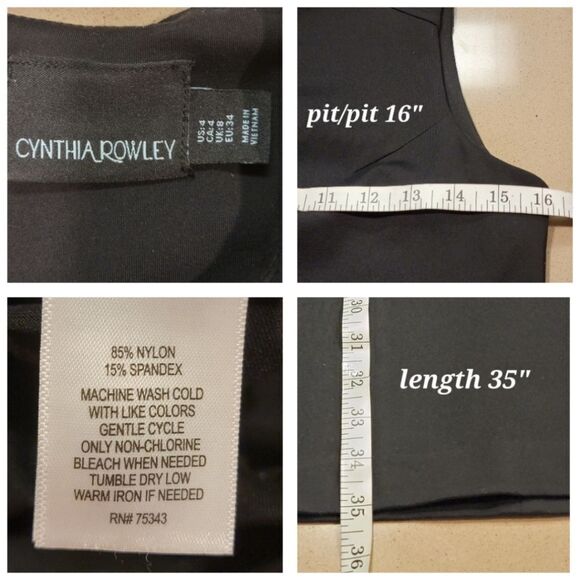 CYNTHIA ROWLEY
US: 4
CA: 4
UK: 8
EU: 34
MADE IN
VIETNAM
pit/pit 16"
11 12 13 14 15 16
85% NYLON
15% SPANDEX
MACHINE WASH COLD
WITH LIKE COLORS
GENTLE CYCLE
ONLY NON-CHLORINE
BLEACH WHEN NEEDED
TUMBLE DRY LOW
WARM IRON IF NEEDED
RN# 75343
30
31
32
33
34
35
36
length 35"